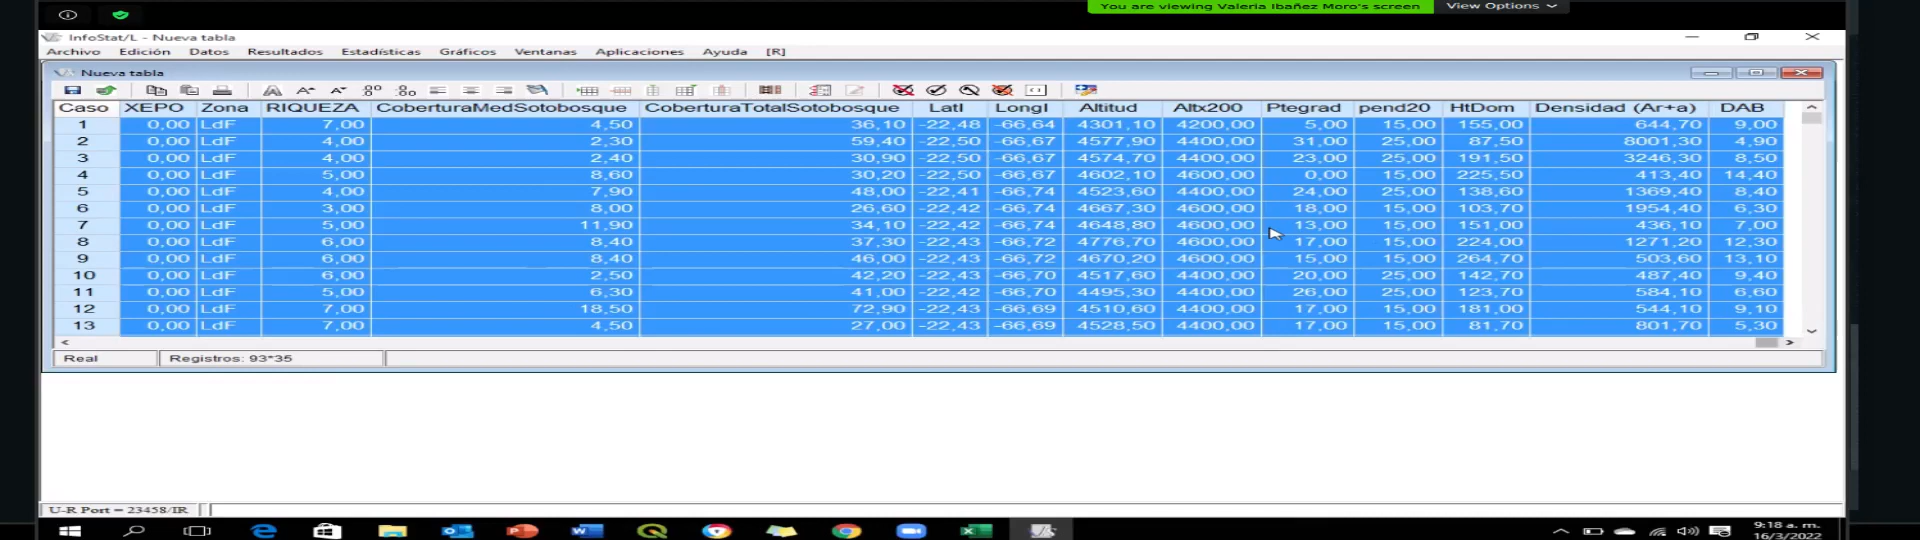 You are viewing Valeria Ibañez Moro's screen View Options
InfoStat/L - Nueva tabla
Archivo Edición Datos Resultados Estadísticas Gráficos Ventanas Aplicaciones Ayuda [R]
Nueva tabla
Caso XEPO Zona RIQUEZA CoberturaMedSotobosque CoberturaTotalSotobosque LatI LongI Altitud Altx200 Ptegrad pend20 HtDom Densidad (Ar+a) DAB
1 0,00 LdF 7,00 4,50 36,10 -22,48 -66,64 4301,10 4200,00 5,00 15,00 155,00 644,70 9,00
2 0,00 LdF 4,00 2,30 59,40 -22,50 -66,67 4577,90 4400,00 31,00 25,00 87,50 8001,30 4,90
3 0,00 LdF 4,00 2,40 30,90 -22,50 -66,67 4574,70 4400,00 23,00 25,00 191,50 3246,30 8,50
4 0,00 LdF 5,00 8,60 30,20 -22,50 -66,67 4602,10 4600,00 0,00 15,00 225,50 413,40 14,40
5 0,00 LdF 4,00 7,90 48,00 -22,41 -66,74 4523,60 4400,00 24,00 25,00 138,60 1369,40 8,40
6 0,00 LdF 3,00 8,00 26,60 -22,42 -66,74 4667,30 4600,00 18,00 15,00 103,70 1954,40 6,30
7 0,00 LdF 5,00 11,90 34,10 -22,42 -66,74 4648,80 4600,00 13,00 15,00 151,00 436,10 7,00
8 0,00 LdF 6,00 8,40 37,30 -22,43 -66,72 4776,70 4600,00 17,00 15,00 224,00 1271,20 12,30
9 0,00 LdF 6,00 8,40 46,00 -22,43 -66,72 4670,20 4600,00 15,00 15,00 264,70 503,60 13,10
10 0,00 LdF 6,00 2,50 42,20 -22,43 -66,70 4517,60 4400,00 20,00 25,00 142,70 487,40 9,40
11 0,00 LdF 5,00 6,30 41,00 -22,42 -66,70 4495,30 4400,00 26,00 25,00 123,70 584,10 6,60
12 0,00 LdF 7,00 18,50 72,90 -22,43 -66,69 4510,60 4400,00 17,00 15,00 181,00 544,10 9,10
13 0,00 LdF 7,00 4,50 27,00 -22,43 -66,69 4528,50 4400,00 17,00 15,00 81,70 801,70 5,30
Real Registros: 93*35
U-R Port = 23458/IR
9:18 a. m.
16/3/2022